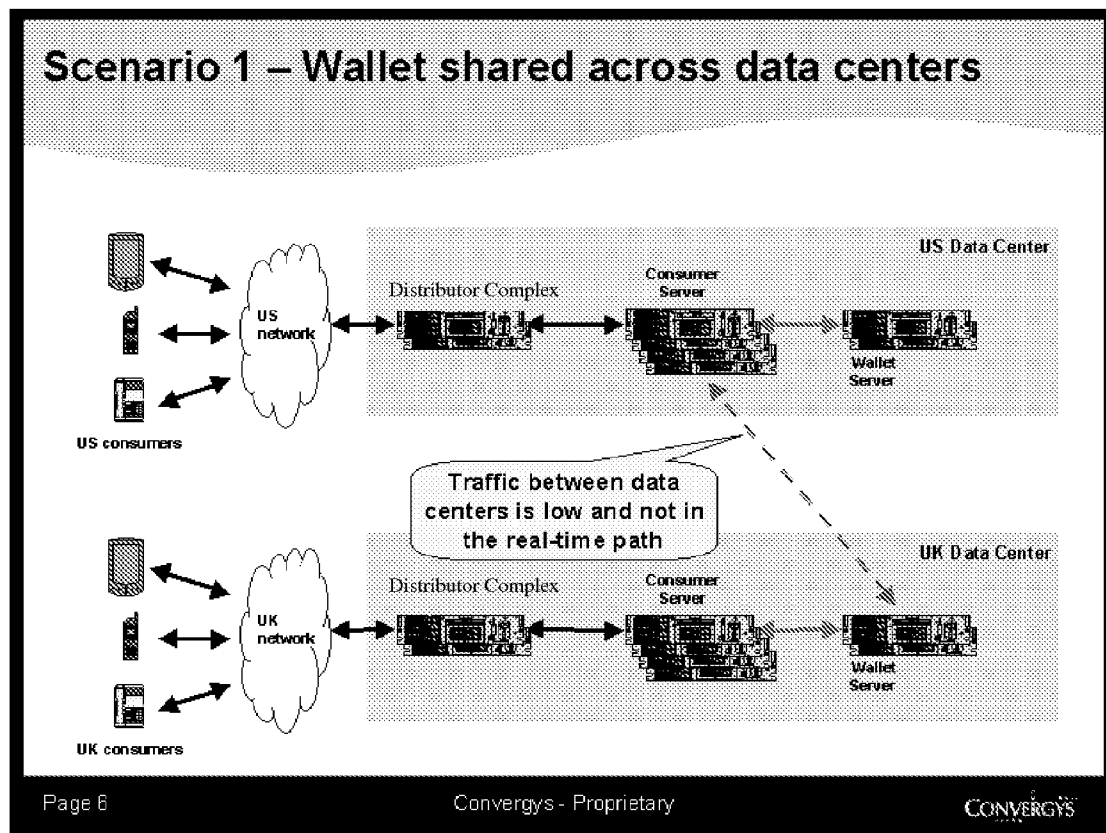 Scenario 1 – Wallet shared across data centers
US Data Center
Consumer
Server
Distributor Complex
US
network
Wallet
Server
US consumers
Traffic between data
centers is low and not in
the real-time path
UK Data Center
Consumer
Server
Distributor Complex
UK
network
Wallet
Server
UK consumers
Page 6
Convergys - Proprietary
CONVERGYS